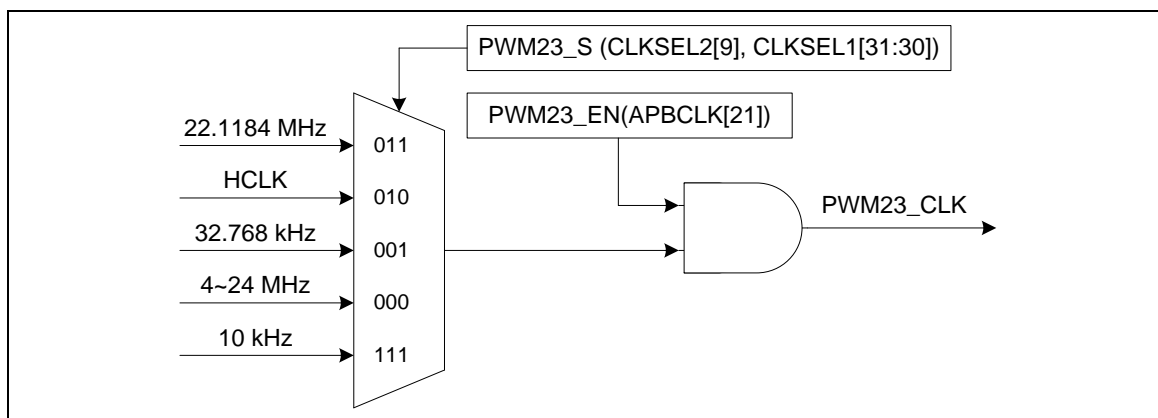 PWM23_S (CLKSEL2[9], CLKSEL1[31:30])
PWM23_EN(APBCLK[21])
22.1184 MHz
011
HCLK
010
PWM23_CLK
32.768 kHz
001
4~24 MHz
000
10 kHz
111